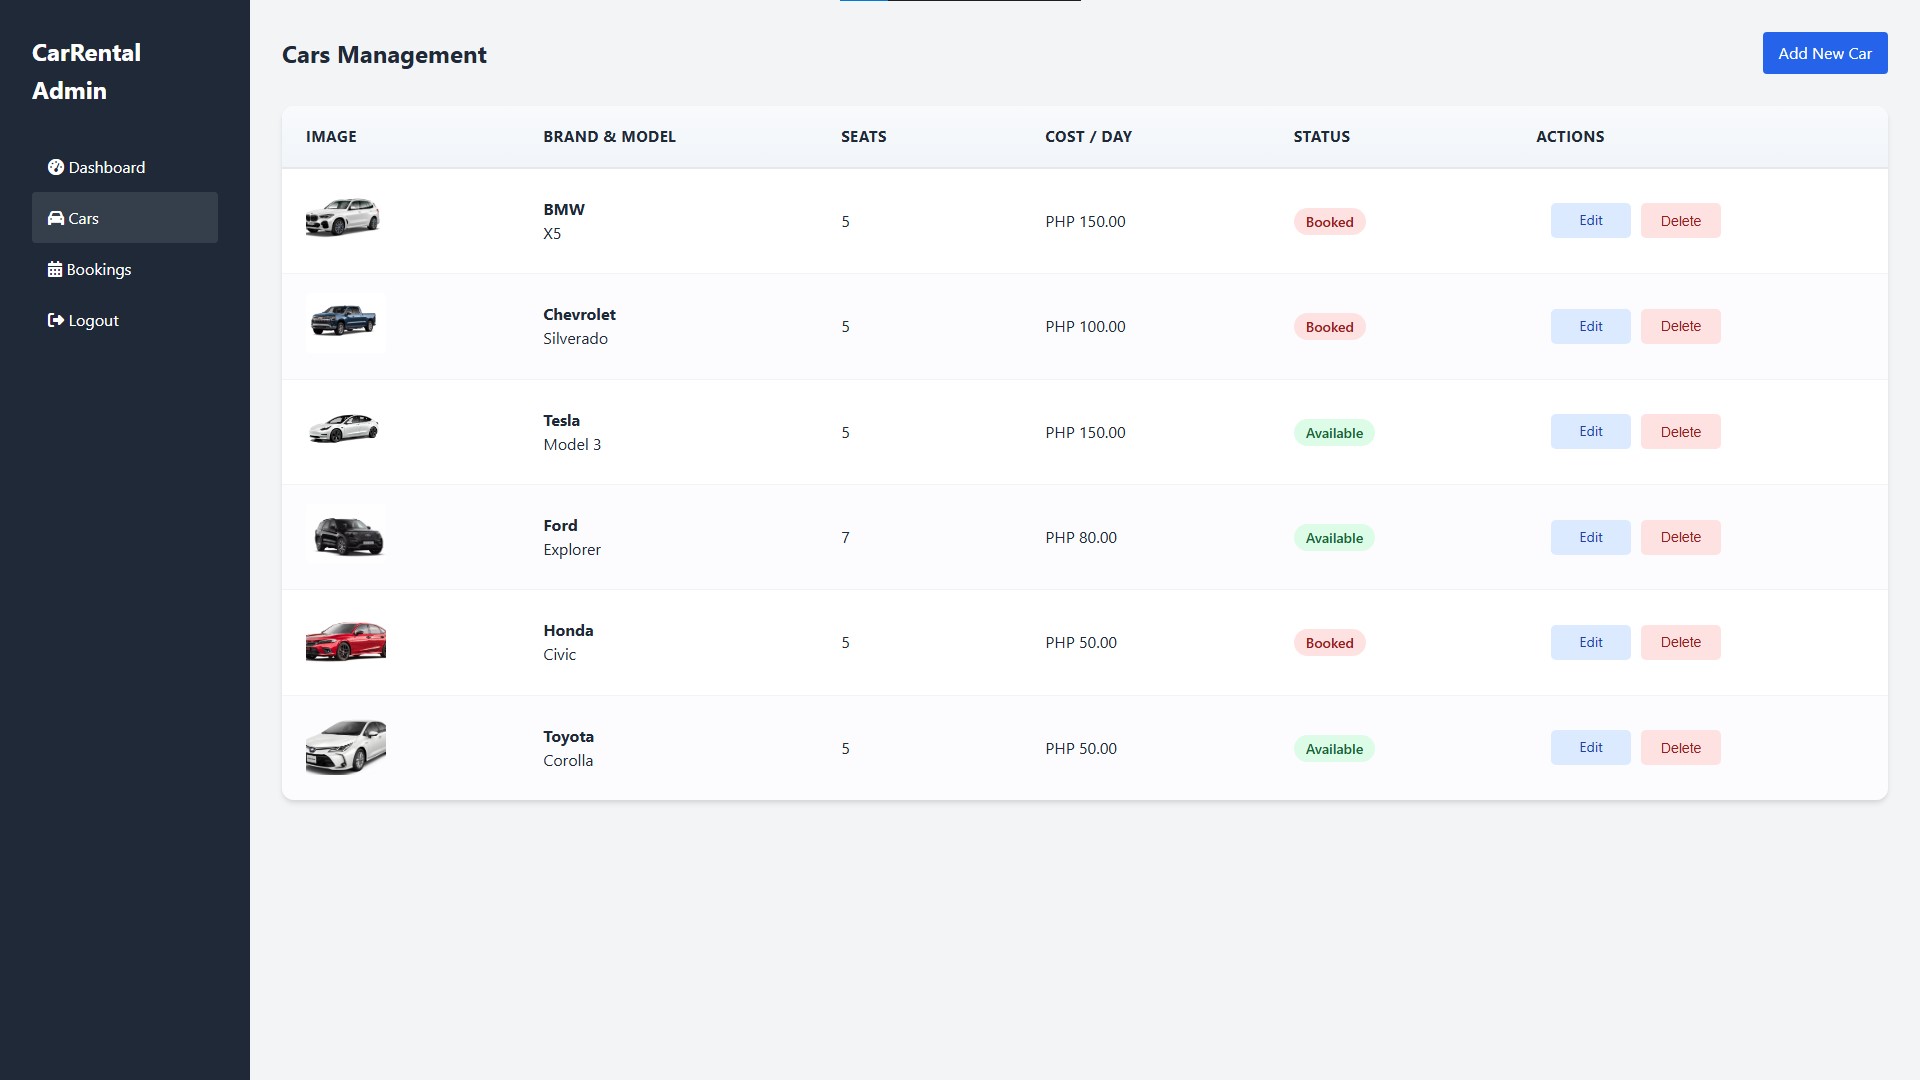 CarRental
Admin
Dashboard
Cars
Bookings
Logout
Cars Management
Add New Car
IMAGE BRAND & MODEL SEATS COST / DAY STATUS ACTIONS
BMW
X5
5 PHP 150.00 Booked Edit Delete
Chevrolet
Silverado
5 PHP 100.00 Booked Edit Delete
Tesla
Model 3
5 PHP 150.00 Available Edit Delete
Ford
Explorer
7 PHP 80.00 Available Edit Delete
Honda
Civic
5 PHP 50.00 Booked Edit Delete
Toyota
Corolla
5 PHP 50.00 Available Edit Delete